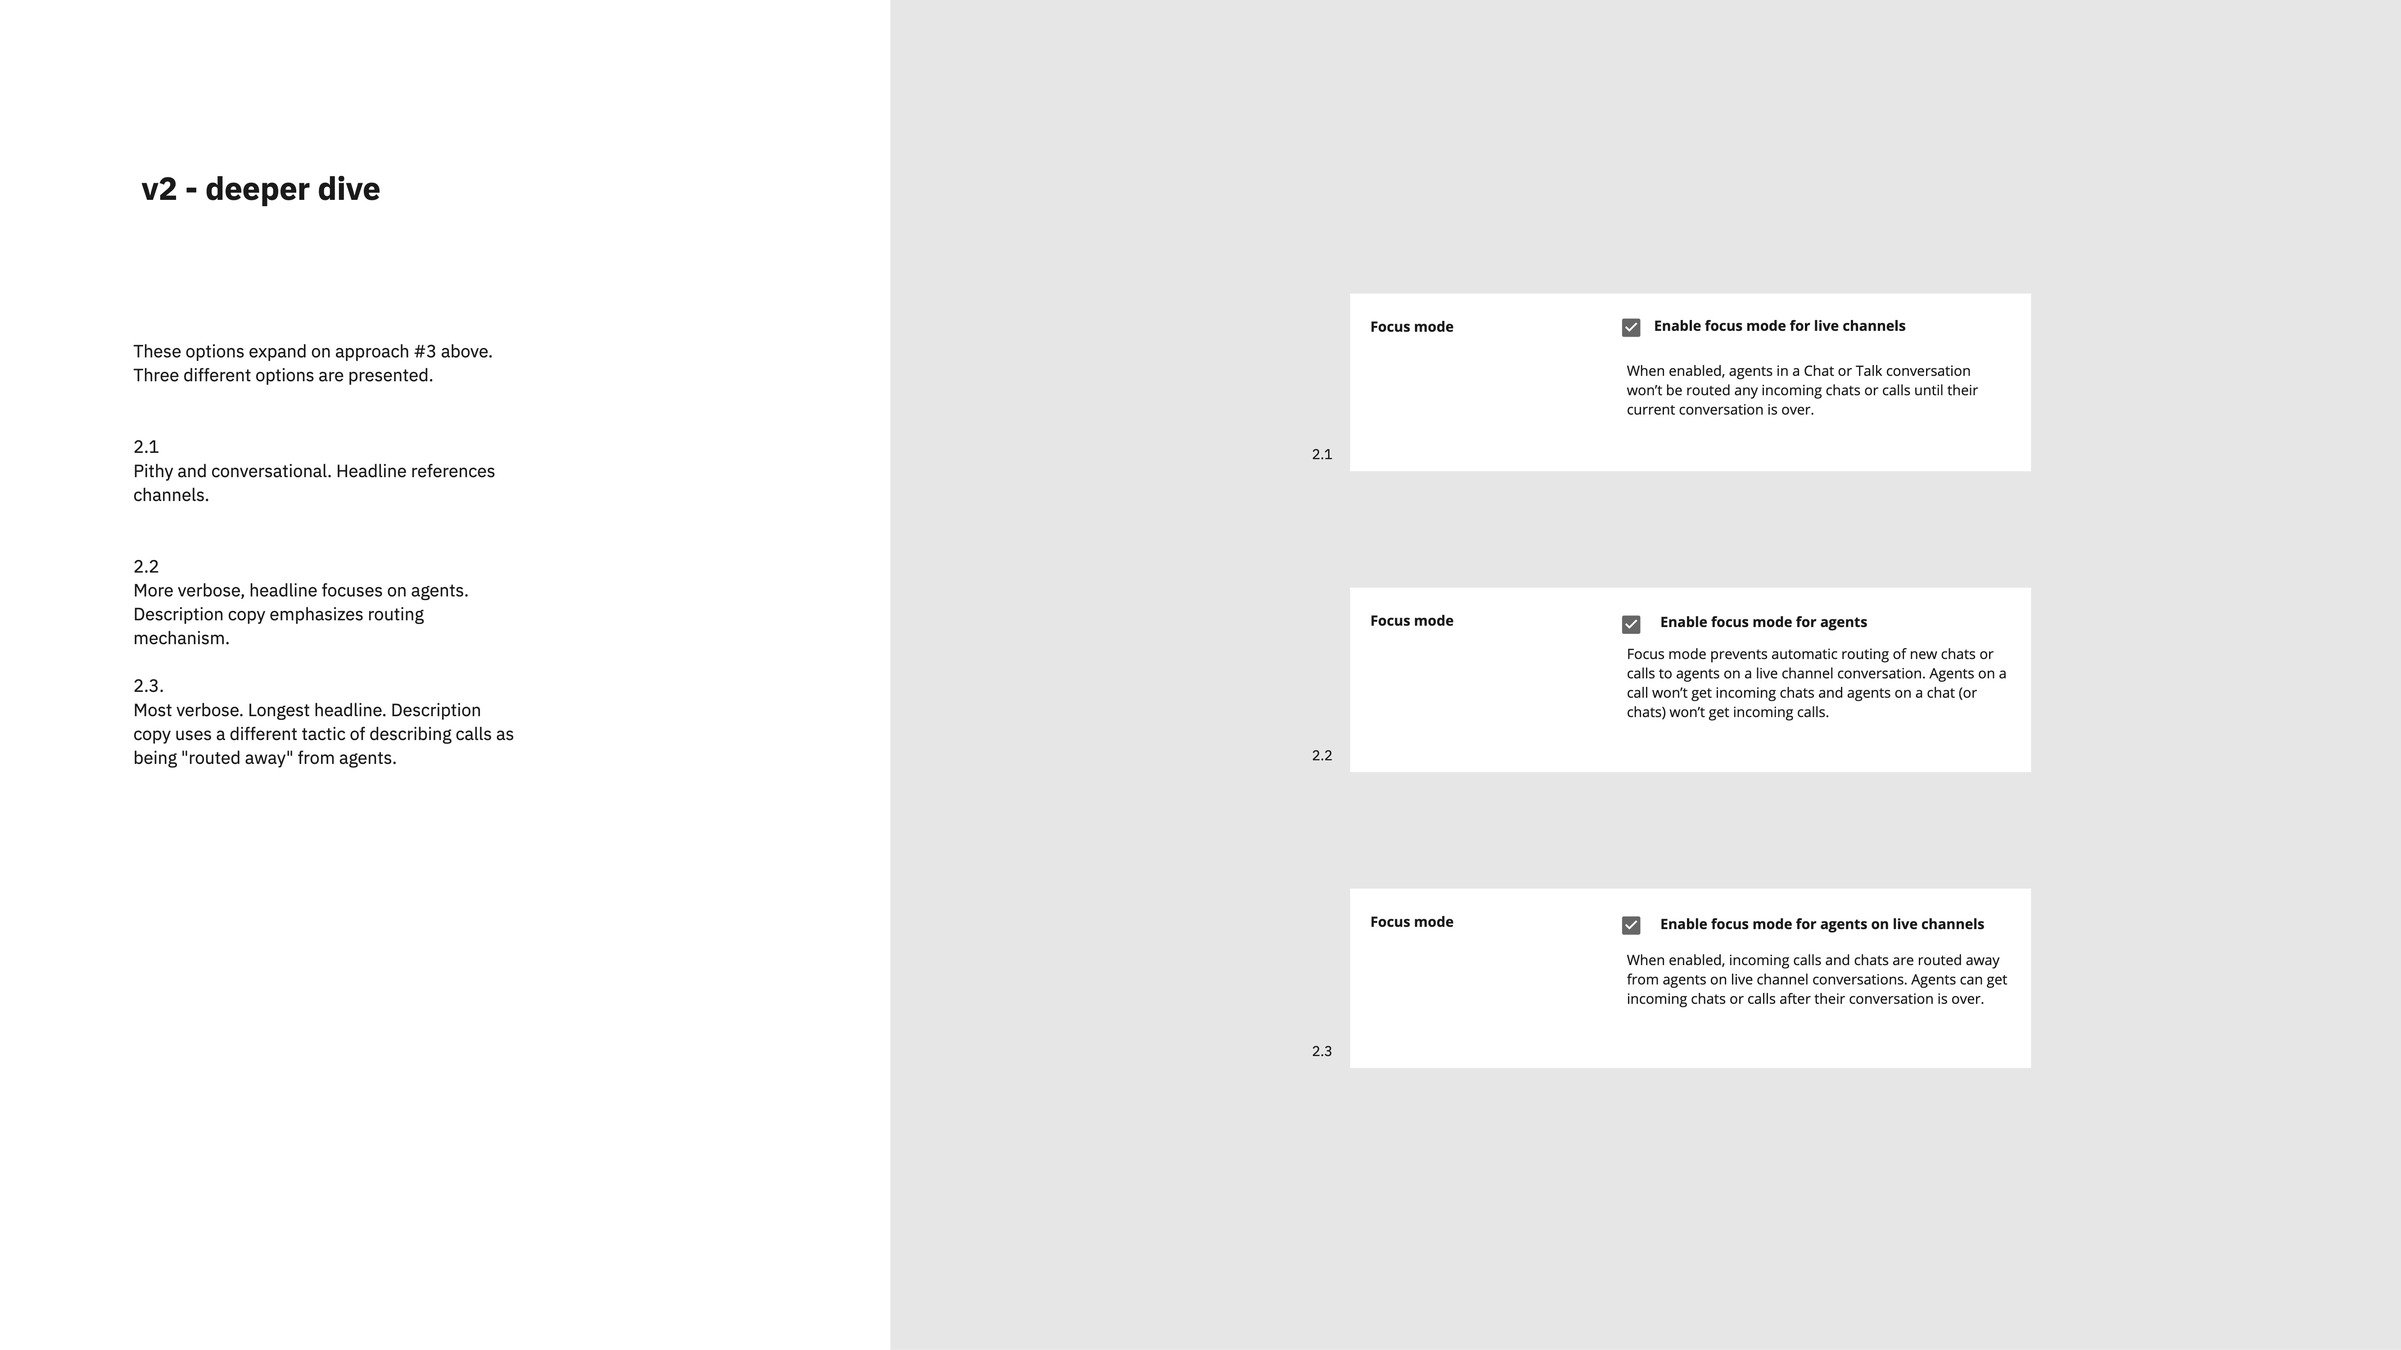 v2 - deeper dive
These options expand on approach #3 above.
Three different options are presented.
2.1
Pithy and conversational. Headline references
channels.
2.2
More verbose, headline focuses on agents.
Description copy emphasizes routing
mechanism.
2.3.
Most verbose. Longest headline. Description
copy uses a different tactic of describing calls as
being "routed away" from agents.
Focus mode
Enable focus mode for live channels
When enabled, agents in a Chat or Talk conversation
won’t be routed any incoming chats or calls until their
current conversation is over.
2.1
Focus mode
Enable focus mode for agents
Focus mode prevents automatic routing of new chats or
calls to agents on a live channel conversation. Agents on a
call won’t get incoming chats and agents on a chat (or
chats) won’t get incoming calls.
2.2
Focus mode
Enable focus mode for agents on live channels
When enabled, incoming calls and chats are routed away
from agents on live channel conversations. Agents can get
incoming chats or calls after their conversation is over.
2.3